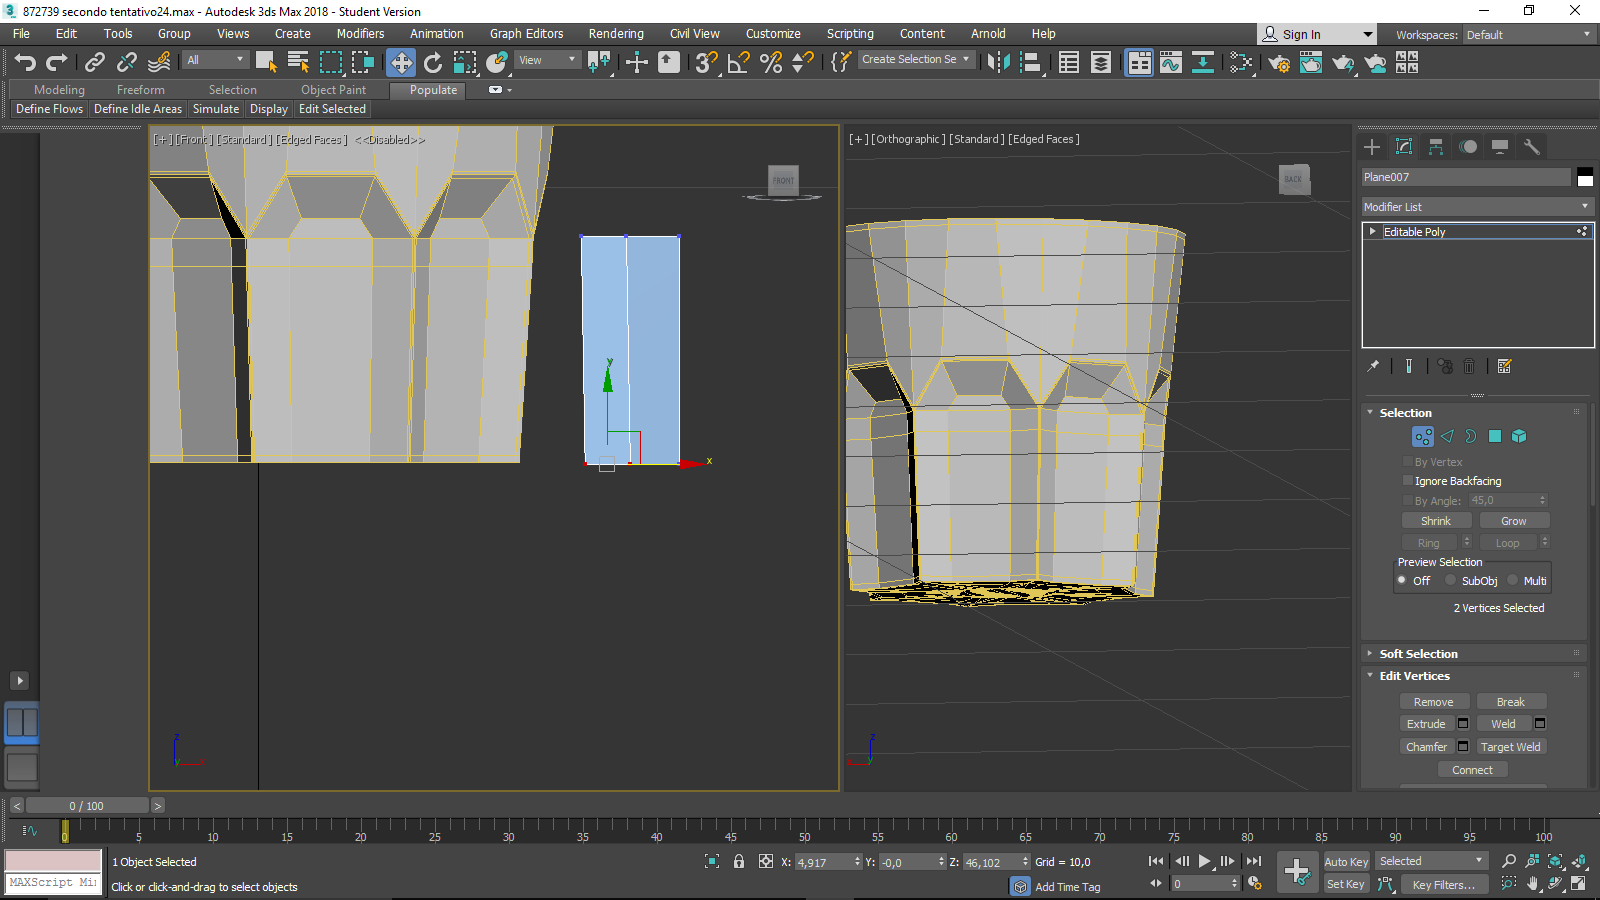 872739 secondo tentativo24.max - Autodesk 3ds Max 2018 - Student Version
File Edit Tools Group Views Create Modifiers Animation Graph Editors Rendering Civil View Customize Scripting Content Arnold Help
Sign In
Workspaces: Default
All
View
Create Selection Se
Modeling Freeform Selection Object Paint Populate
Define Flows Define Idle Areas Simulate Display Edit Selected
[+] [Front] [Standard] [Edged Faces] <<Disabled>>
FRONT
y
x
z
x
[+] [Orthographic] [Standard] [Edged Faces]
BACK
z
Plane007
Modifier List
Editable Poly
Selection
By Vertex
Ignore Backfacing
By Angle: 45,0
Shrink Grow
Ring Loop
Preview Selection
Off SubObj Multi
2 Vertices Selected
Soft Selection
Edit Vertices
Remove Break
Extrude Weld
Chamfer Target Weld
Connect
< 0 / 100 >
0 5 10 15 20 25 30 35 40 45 50 55 60 65 70 75 80 85 90 95 100
MAXScript Mi
1 Object Selected
Click or click-and-drag to select objects
X: 4,917 Y: -0,0 Z: 46,102 Grid = 10,0
Add Time Tag
0
Auto Key Selected
Set Key Key Filters...